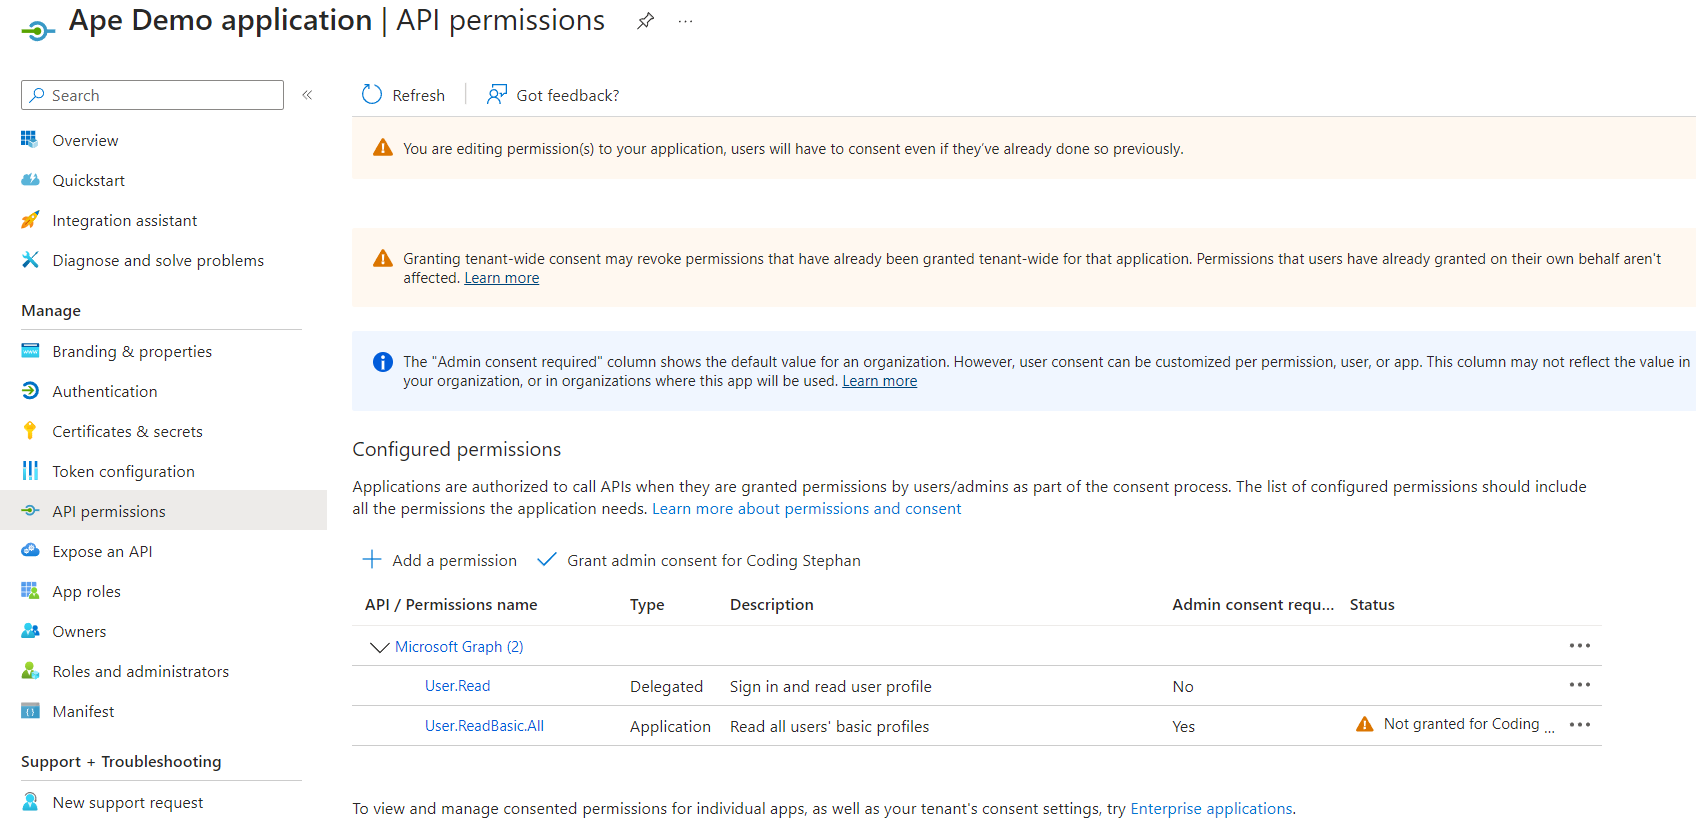 Ape Demo application | API permissions
Search
Refresh
Got feedback?
Overview
Quickstart
Integration assistant
Diagnose and solve problems
Manage
Branding & properties
Authentication
Certificates & secrets
Token configuration
API permissions
Expose an API
App roles
Owners
Roles and administrators
Manifest
Support + Troubleshooting
New support request
You are editing permission(s) to your application, users will have to consent even if they've already done so previously.
Granting tenant-wide consent may revoke permissions that have already been granted tenant-wide for that application. Permissions that users have already granted on their own behalf aren't
affected. Learn more
The "Admin consent required" column shows the default value for an organization. However, user consent can be customized per permission, user, or app. This column may not reflect the value in
your organization, or in organizations where this app will be used. Learn more
Configured permissions
Applications are authorized to call APIs when they are granted permissions by users/admins as part of the consent process. The list of configured permissions should include
all the permissions the application needs. Learn more about permissions and consent
Add a permission
Grant admin consent for Coding Stephan
API / Permissions name Type Description Admin consent requ... Status
Microsoft Graph (2)
User.Read Delegated Sign in and read user profile No
User.ReadBasic.All Application Read all users' basic profiles Yes Not granted for Coding ...
To view and manage consented permissions for individual apps, as well as your tenant's consent settings, try Enterprise applications.